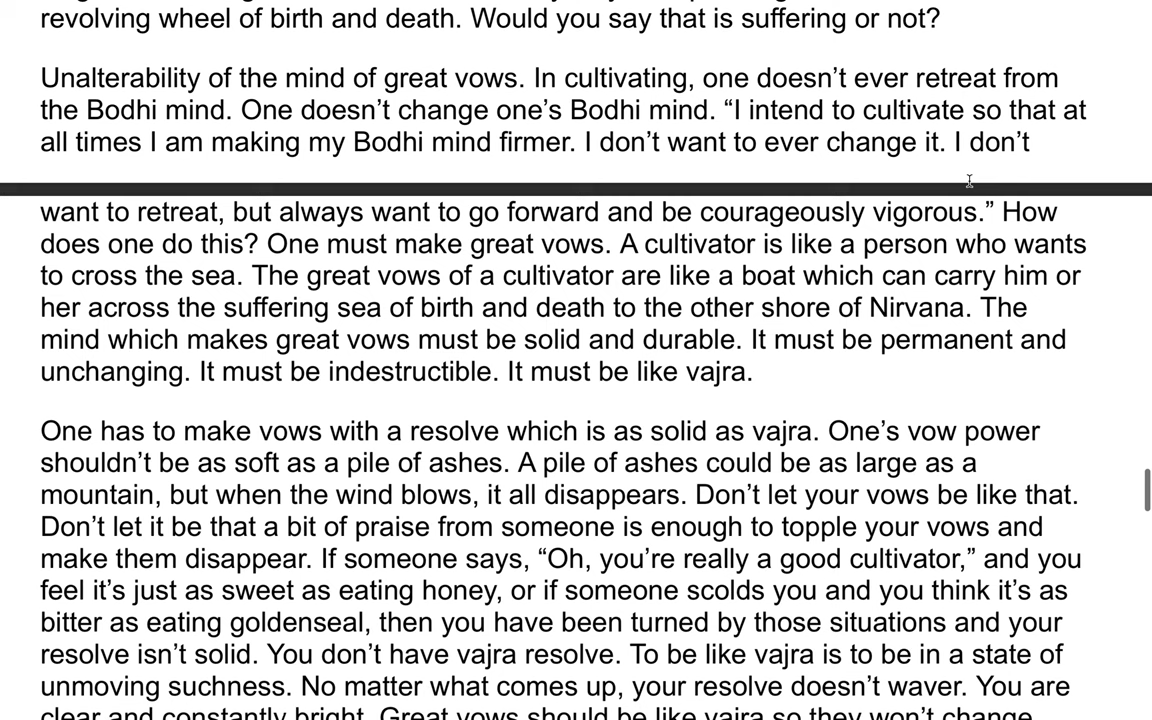 revolving wheel of birth and death. Would you say that is suffering or not?
Unalterability of the mind of great vows. In cultivating, one doesn’t ever retreat from
the Bodhi mind. One doesn’t change one’s Bodhi mind. “I intend to cultivate so that at
all times I am making my Bodhi mind firmer. I don’t want to ever change it. I don’t
want to retreat, but always want to go forward and be courageously vigorous.” How
does one do this? One must make great vows. A cultivator is like a person who wants
to cross the sea. The great vows of a cultivator are like a boat which can carry him or
her across the suffering sea of birth and death to the other shore of Nirvana. The
mind which makes great vows must be solid and durable. It must be permanent and
unchanging. It must be indestructible. It must be like vajra.
One has to make vows with a resolve which is as solid as vajra. One’s vow power
shouldn’t be as soft as a pile of ashes. A pile of ashes could be as large as a
mountain, but when the wind blows, it all disappears. Don’t let your vows be like that.
Don’t let it be that a bit of praise from someone is enough to topple your vows and
make them disappear. If someone says, “Oh, you’re really a good cultivator,” and you
feel it’s just as sweet as eating honey, or if someone scolds you and you think it’s as
bitter as eating goldenseal, then you have been turned by those situations and your
resolve isn’t solid. You don’t have vajra resolve. To be like vajra is to be in a state of
unmoving suchness. No matter what comes up, your resolve doesn’t waver. You are
clear and constantly bright. Great vows should be like vajra so they won’t change